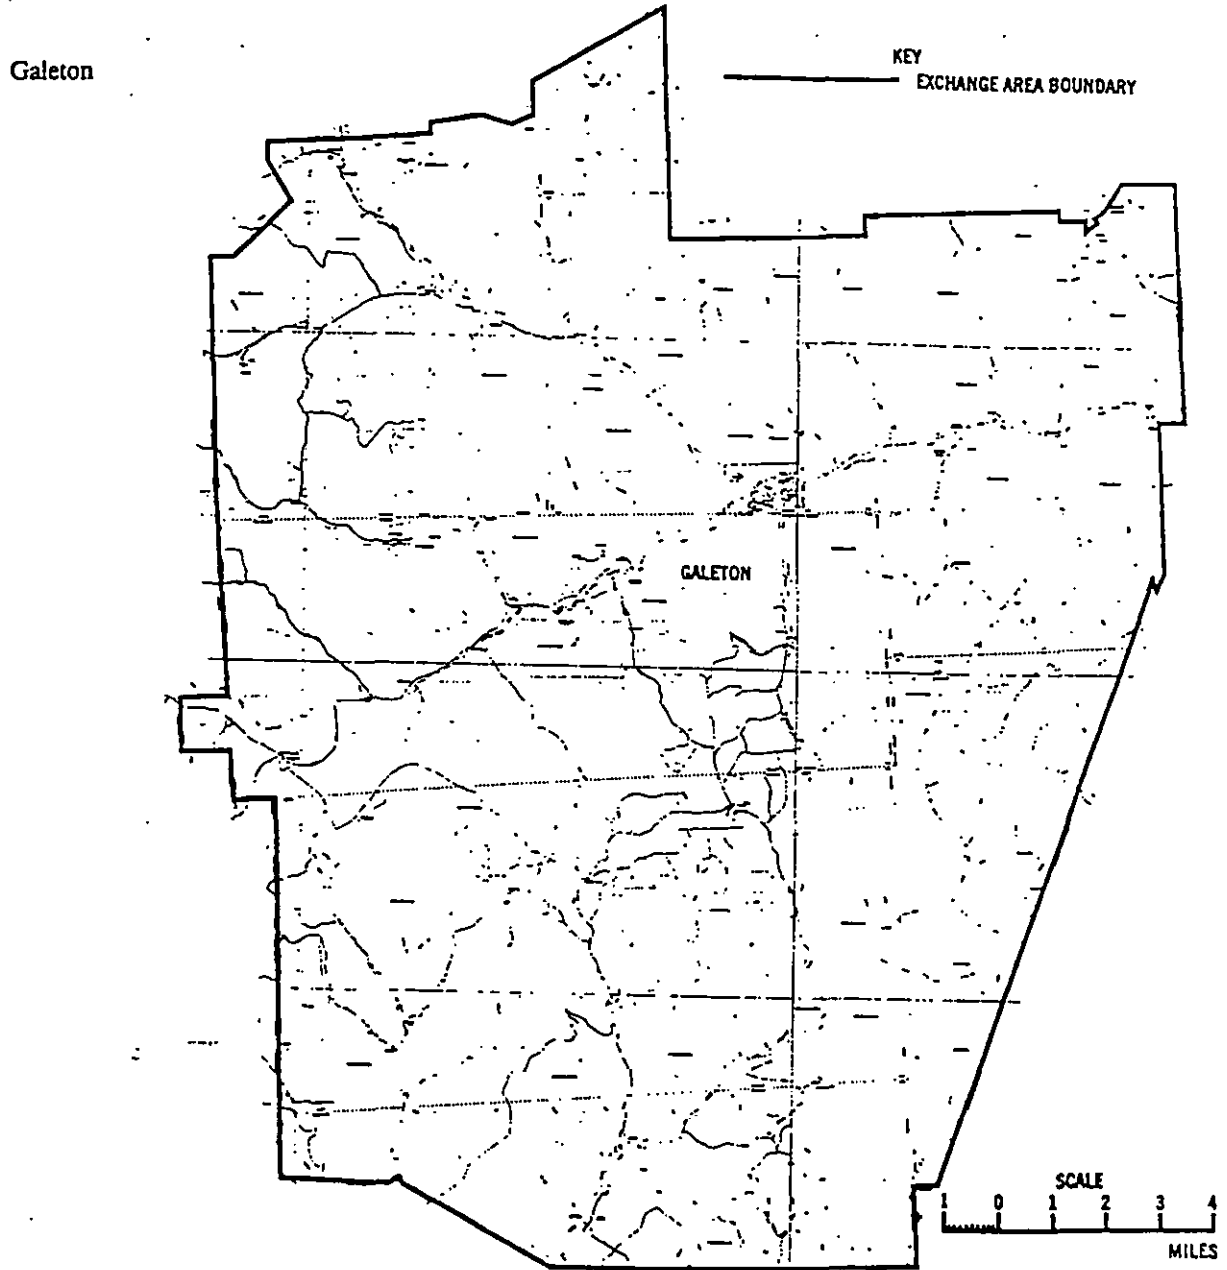 Galeton
KEY
EXCHANGE AREA BOUNDARY
GALETON
SCALE
1 0 1 2 3 4
MILES